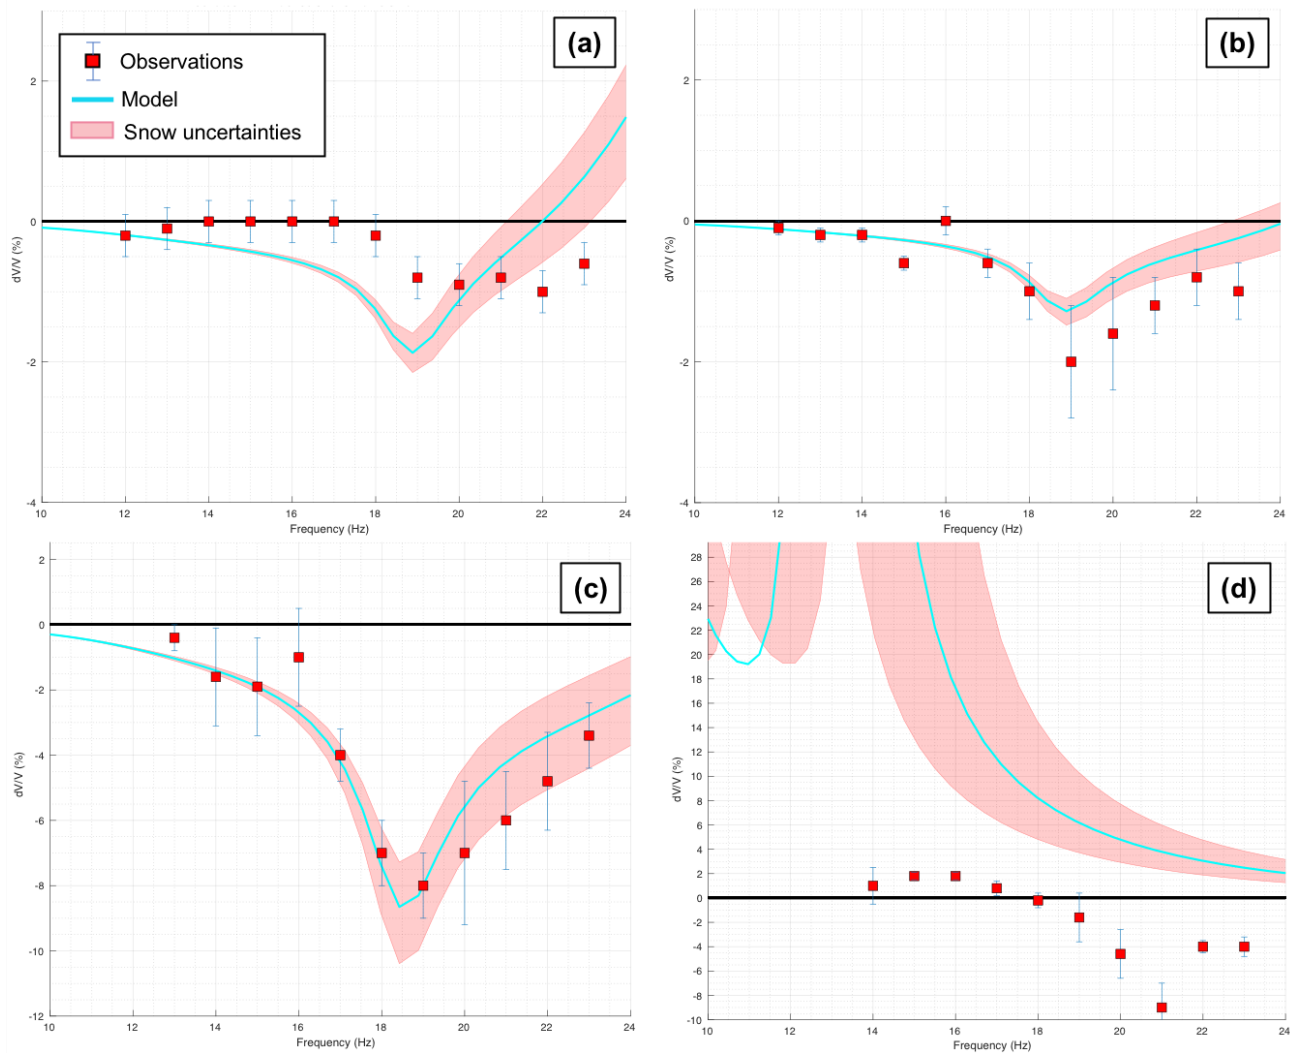 (a)
Observations
Model
Snow uncertainties
2
0
-2
-4
dV/V (%)
10 12 14 16 18 20 22 24
Frequency (Hz)
(b)
2
0
-2
-4
dV/V (%)
10 12 14 16 18 20 22 24
Frequency (Hz)
(c)
2
0
-2
-4
-6
-8
-10
-12
dV/V (%)
10 12 14 16 18 20 22 24
Frequency (Hz)
(d)
28
26
24
22
20
18
16
14
12
10
8
6
4
2
0
-2
-4
-6
-8
-10
dV/V (%)
10 12 14 16 18 20 22 24
Frequency (Hz)